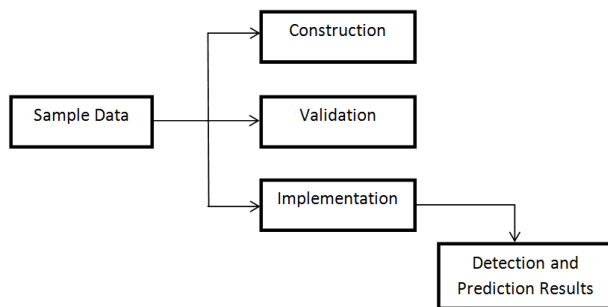 Construction
Sample Data
Validation
Implementation
Detection and
Prediction Results